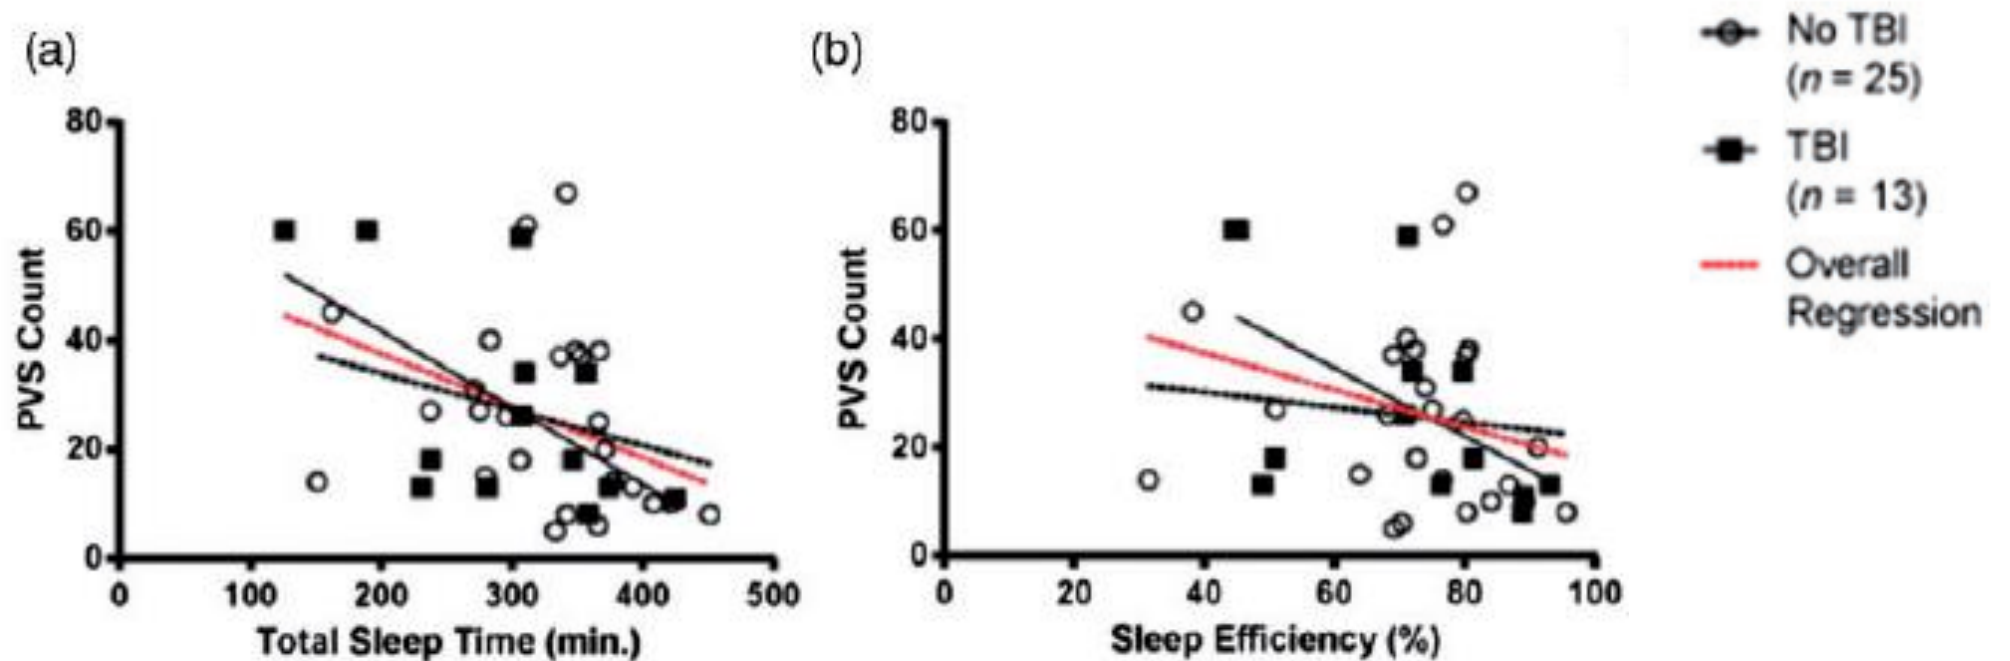 (a)
80
60
40
20
0
PVS Count
0 100 200 300 400 500
Total Sleep Time (min.)
(b)
80
60
40
20
0
PVS Count
0 20 40 60 80 100
Sleep Efficiency (%)
No TBI
(n = 25)
TBI
(n = 13)
Overall
Regression